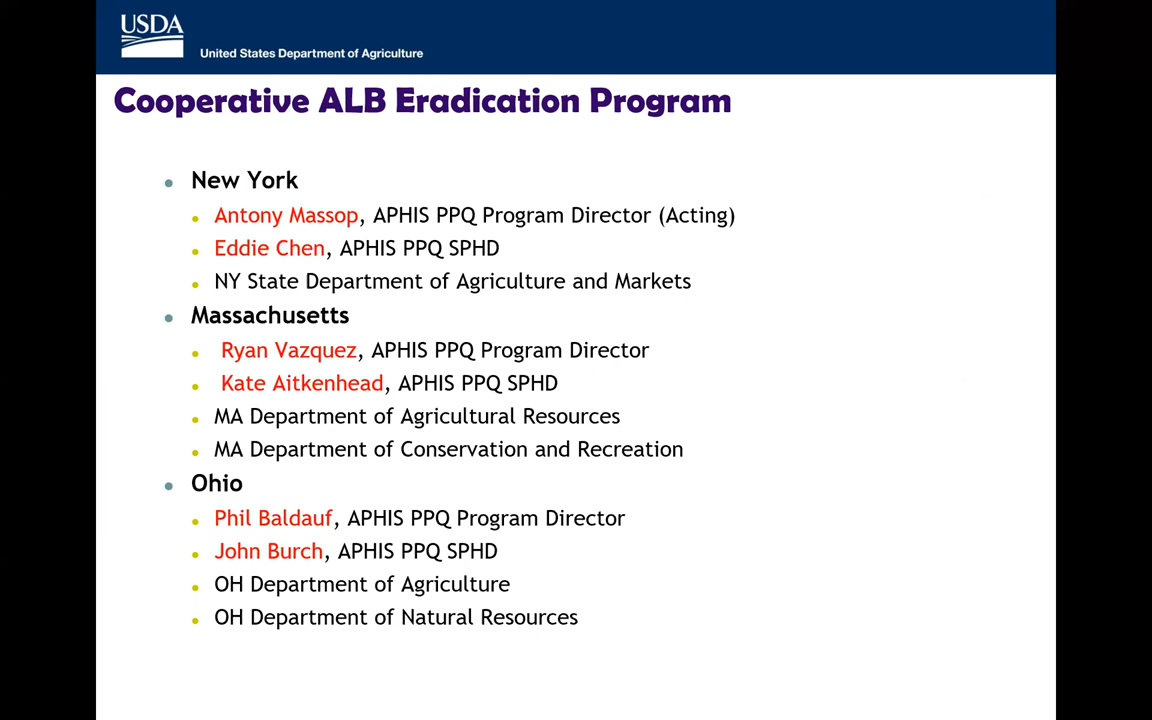 USDA
United States Department of Agriculture
Cooperative ALB Eradication Program
New York
Antony Massop, APHIS PPQ Program Director (Acting)
Eddie Chen, APHIS PPQ SPHD
NY State Department of Agriculture and Markets
Massachusetts
Ryan Vazquez, APHIS PPQ Program Director
Kate Aitkenhead, APHIS PPQ SPHD
MA Department of Agricultural Resources
MA Department of Conservation and Recreation
Ohio
Phil Baldauf, APHIS PPQ Program Director
John Burch, APHIS PPQ SPHD
OH Department of Agriculture
OH Department of Natural Resources